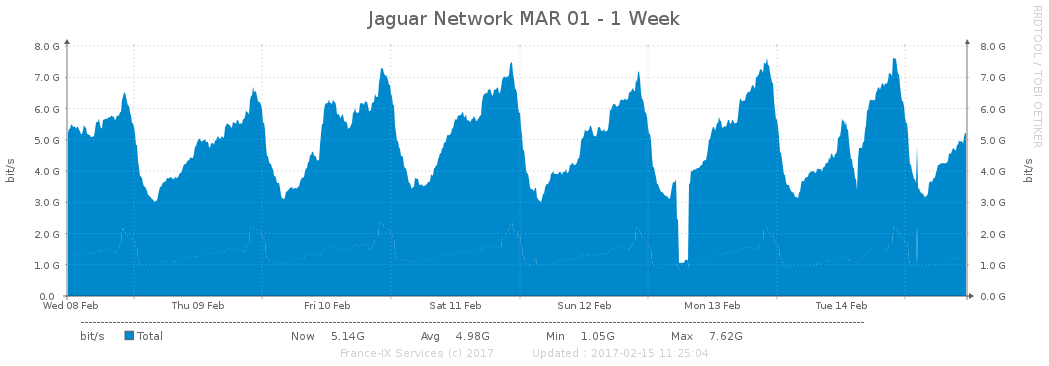 Jaguar Network MAR 01 - 1 Week
RRDTOOL / TOBI OETIKER
bit/s
8.0 G 8.0 G
7.0 G 7.0 G
6.0 G 6.0 G
5.0 G 5.0 G
4.0 G 4.0 G
3.0 G 3.0 G
2.0 G 2.0 G
1.0 G 1.0 G
0.0 0.0 G
bit/s
Wed 08 Feb Thu 09 Feb Fri 10 Feb Sat 11 Feb Sun 12 Feb Mon 13 Feb Tue 14 Feb
bit/s Total Now 5.14G Avg 4.98G Min 1.05G Max 7.62G
France-IX Services (c) 2017 Updated : 2017-02-15 11:25:04